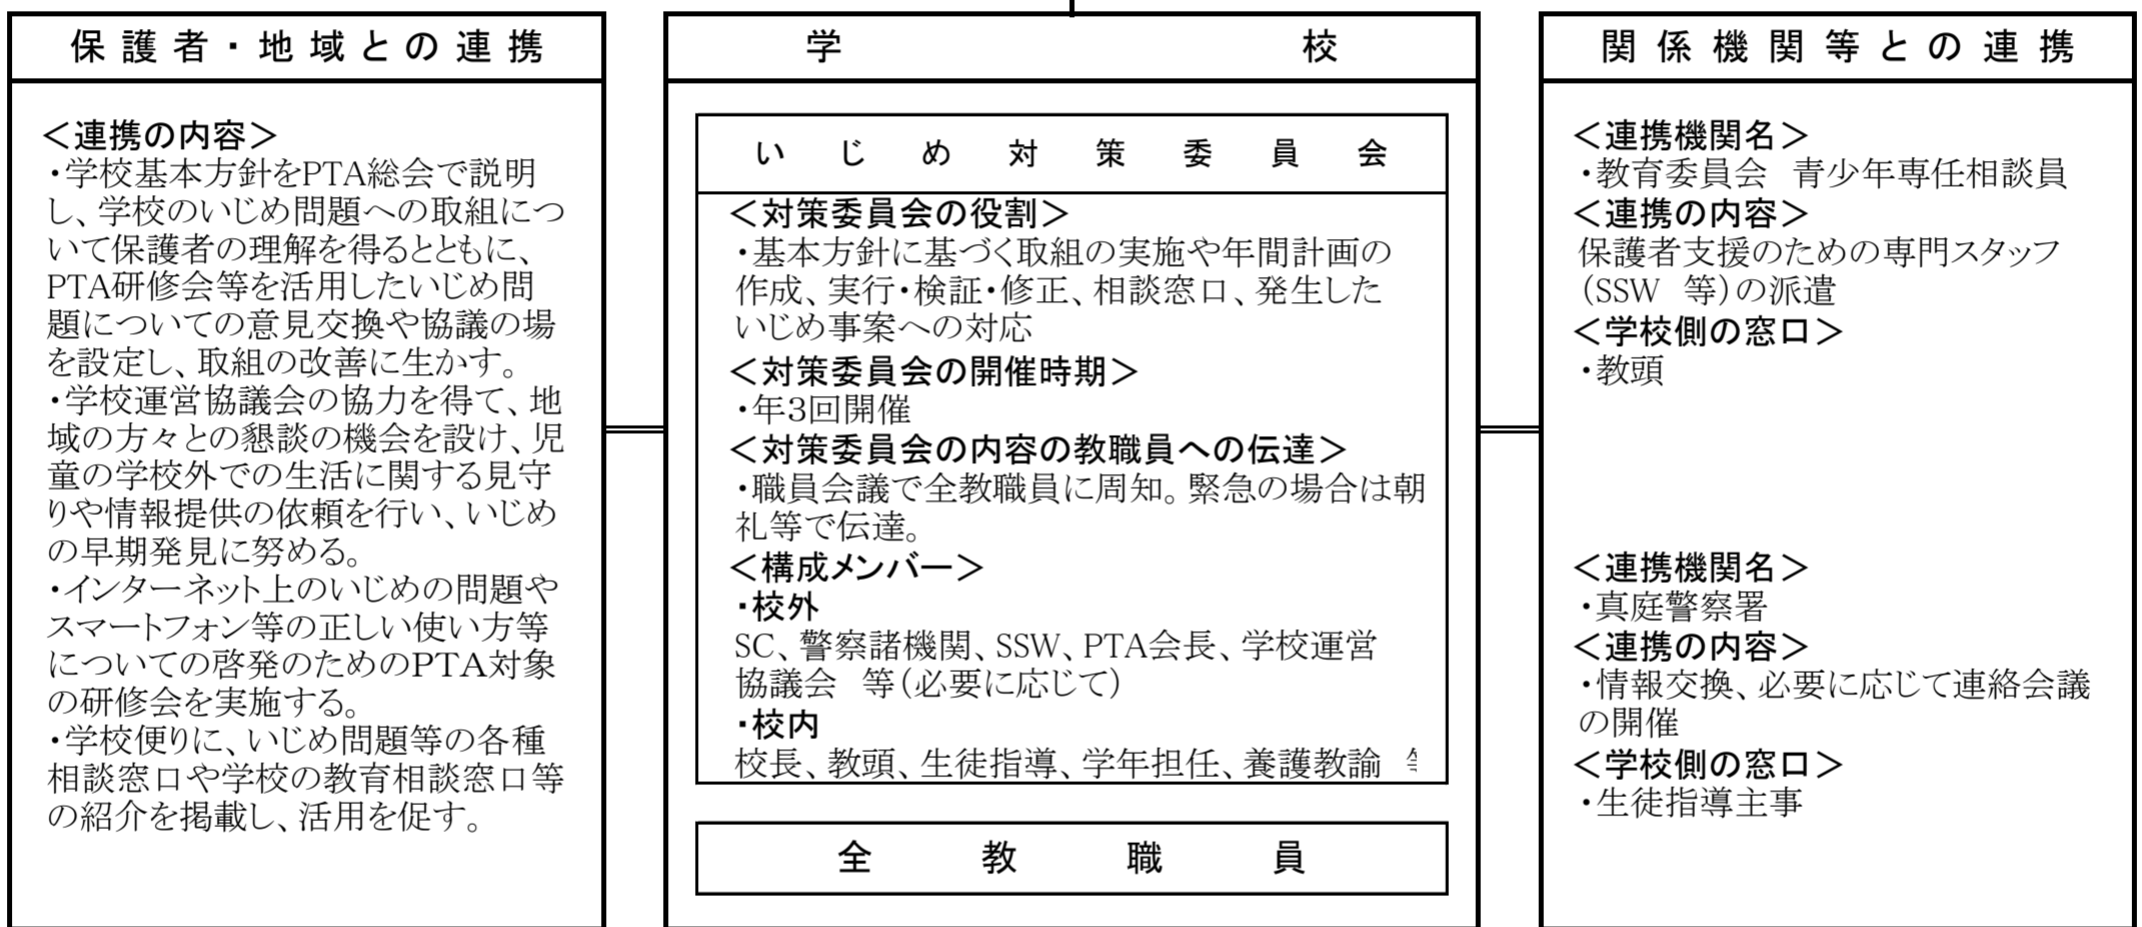 保護者・地域との連携
＜連携の内容＞
・学校基本方針をPTA総会で説明
し、学校のいじめ問題への取組につ
いて保護者の理解を得るとともに、
PTA研修会等を活用したいじめ問
題についての意見交換や協議の場
を設定し、取組の改善に生かす。
・学校運営協議会の協力を得て、地
域の方々との懇談の機会を設け、児
童の学校外での生活に関する見守
りや情報提供の依頼を行い、いじめ
の早期発見に努める。
・インターネット上のいじめの問題や
スマートフォン等の正しい使い方等
についての啓発のためのPTA対象
の研修会を実施する。
・学校便りに、いじめ問題等の各種
相談窓口や学校の教育相談窓口等
の紹介を掲載し、活用を促す。
学校
いじめ対策委員会
＜対策委員会の役割＞
・基本方針に基づく取組の実施や年間計画の
作成、実行・検証・修正、相談窓口、発生した
いじめ事案への対応
＜対策委員会の開催時期＞
・年3回開催
＜対策委員会の内容の教職員への伝達＞
・職員会議で全教職員に周知。緊急の場合は朝
礼等で伝達。
＜構成メンバー＞
・校外
SC、警察諸機関、SSW、PTA会長、学校運営
協議会　等（必要に応じて）
・校内
校長、教頭、生徒指導、学年担任、養護教諭
全教職員
関係機関等との連携
＜連携機関名＞
・教育委員会　青少年専任相談員
＜連携の内容＞
保護者支援のための専門スタッフ
（SSW　等）の派遣
＜学校側の窓口＞
・教頭
＜連携機関名＞
・真庭警察署
＜連携の内容＞
・情報交換、必要に応じて連絡会議
の開催
＜学校側の窓口＞
・生徒指導主事